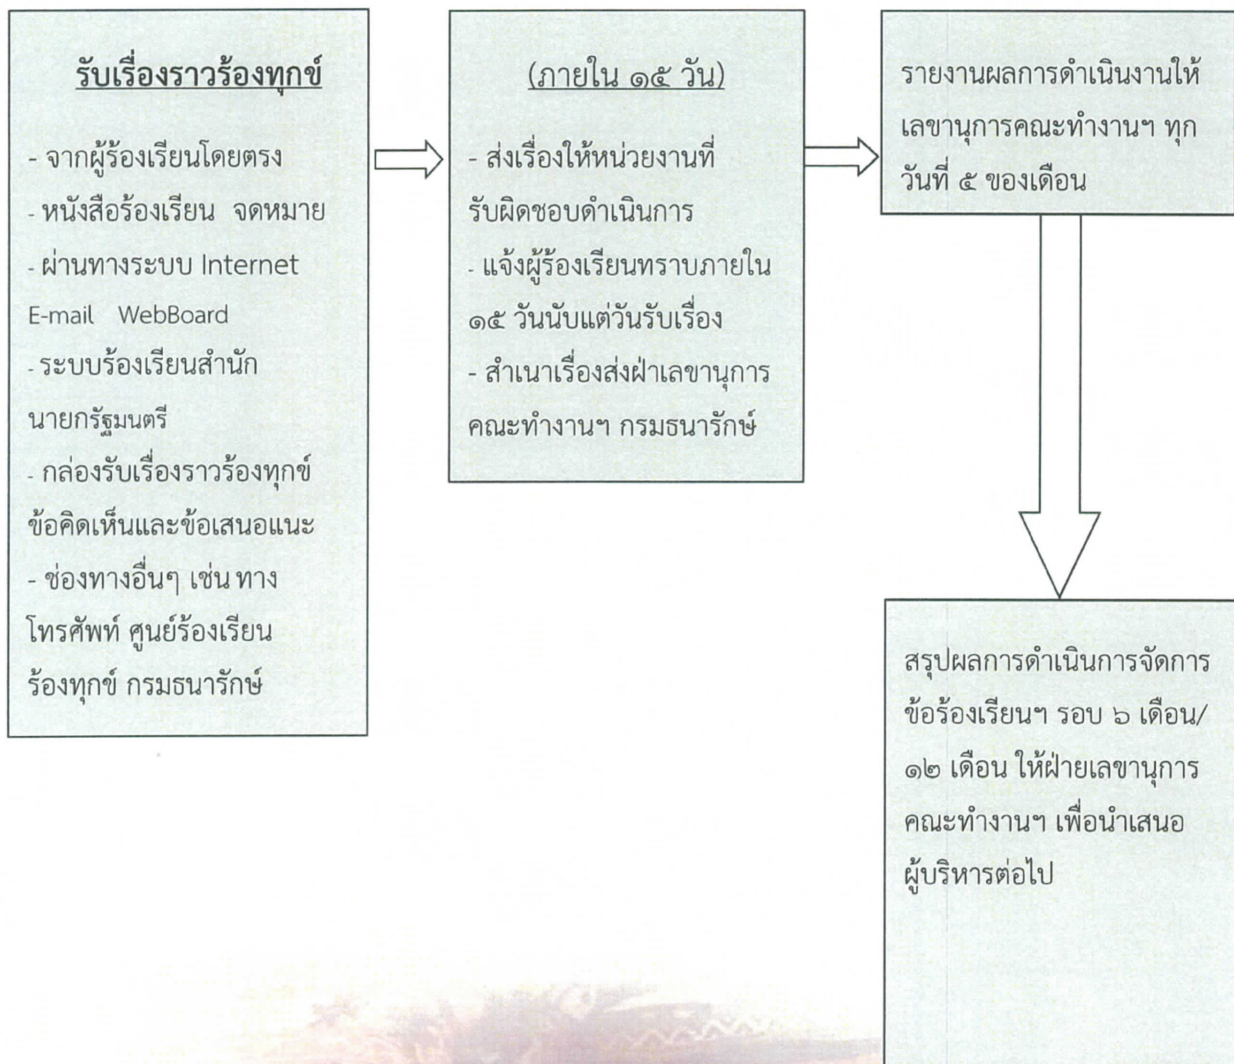 รับเรื่องราวร้องทุกข์
- จากผู้ร้องเรียนโดยตรง
- หนังสือร้องเรียน จดหมาย
- ผ่านทางระบบ Internet
E-mail WebBoard
- ระบบร้องเรียนสำนัก
นายกรัฐมนตรี
- กล่องรับเรื่องราวร้องทุกข์
ข้อคิดเห็นและข้อเสนอแนะ
- ช่องทางอื่นๆ เช่น ทาง
โทรศัพท์ ศูนย์ร้องเรียน
ร้องทุกข์ กรมธนารักษ์
(ภายใน ๑๕ วัน)
- ส่งเรื่องให้หน่วยงานที่
รับผิดชอบดำเนินการ
- แจ้งผู้ร้องเรียนทราบภายใน
๑๕ วันนับแต่วันรับเรื่อง
- สำเนาเรื่องส่งฝ่าเลขานุการ
คณะทำงานฯ กรมธนารักษ์
รายงานผลการดำเนินงานให้
เลขานุการคณะทำงานฯ ทุก
วันที่ ๕ ของเดือน
สรุปผลการดำเนินการจัดการ
ข้อร้องเรียนฯ รอบ ๖ เดือน/
๑๒ เดือน ให้ฝ่ายเลขานุการ
คณะทำงานฯ เพื่อนำเสนอ
ผู้บริหารต่อไป